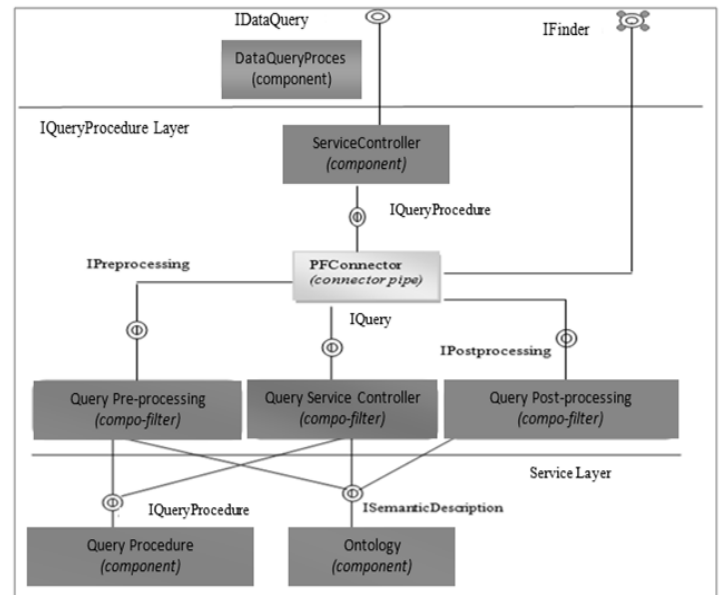 IDataQuery
IFinder
DataQueryProces
(component)
IQueryProcedure Layer
ServiceController
(component)
IQueryProcedure
IPreprocessing
PFConnector
(connector pipe)
IQuery
IPostprocessing
Query Pre-processing
(compo-filter)
Query Service Controller
(compo-filter)
Query Post-processing
(compo-filter)
Service Layer
IQueryProcedure
ISemanticDescription
Query Procedure
(component)
Ontology
(component)